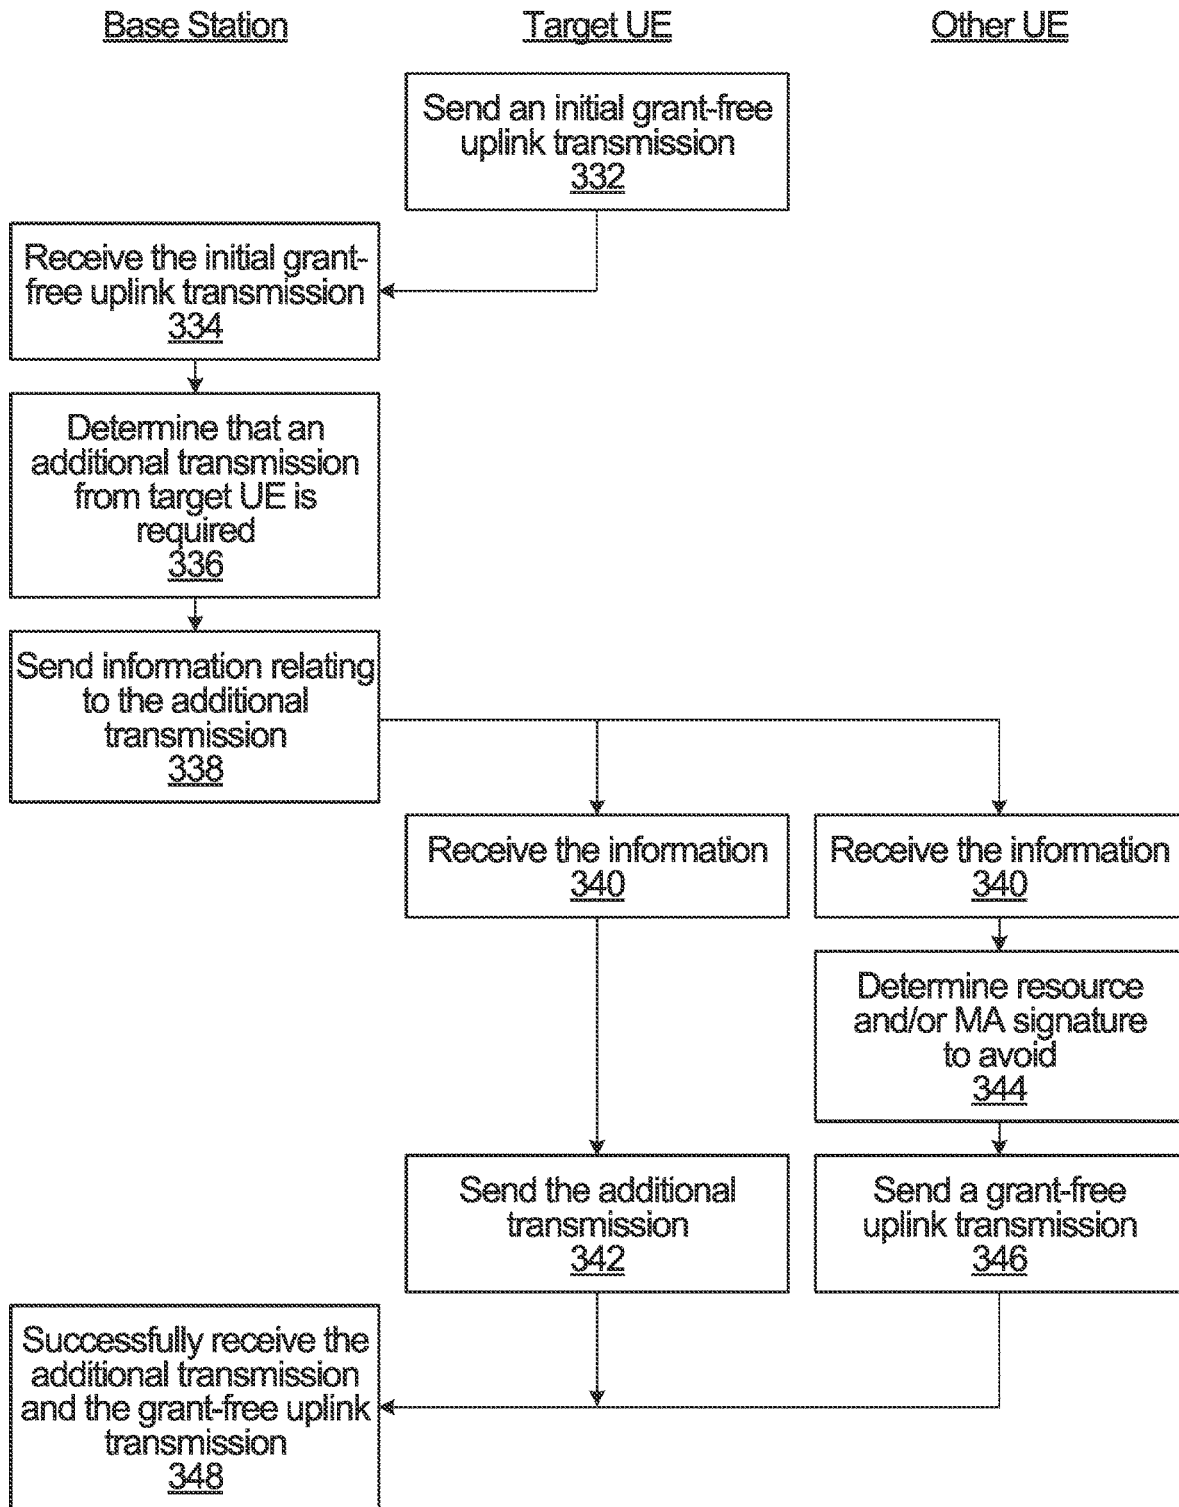 Base Station
Target UE
Other UE
Send an initial grant-free
uplink transmission
332
Receive the initial grant-
free uplink transmission
334
Determine that an
additional transmission
from target UE is
required
336
Send information relating
to the additional
transmission
338
Receive the information
340
Receive the information
340
Determine resource
and/or MA signature
to avoid
344
Send the additional
transmission
342
Send a grant-free
uplink transmission
346
Successfully receive the
additional transmission
and the grant-free uplink
transmission
348